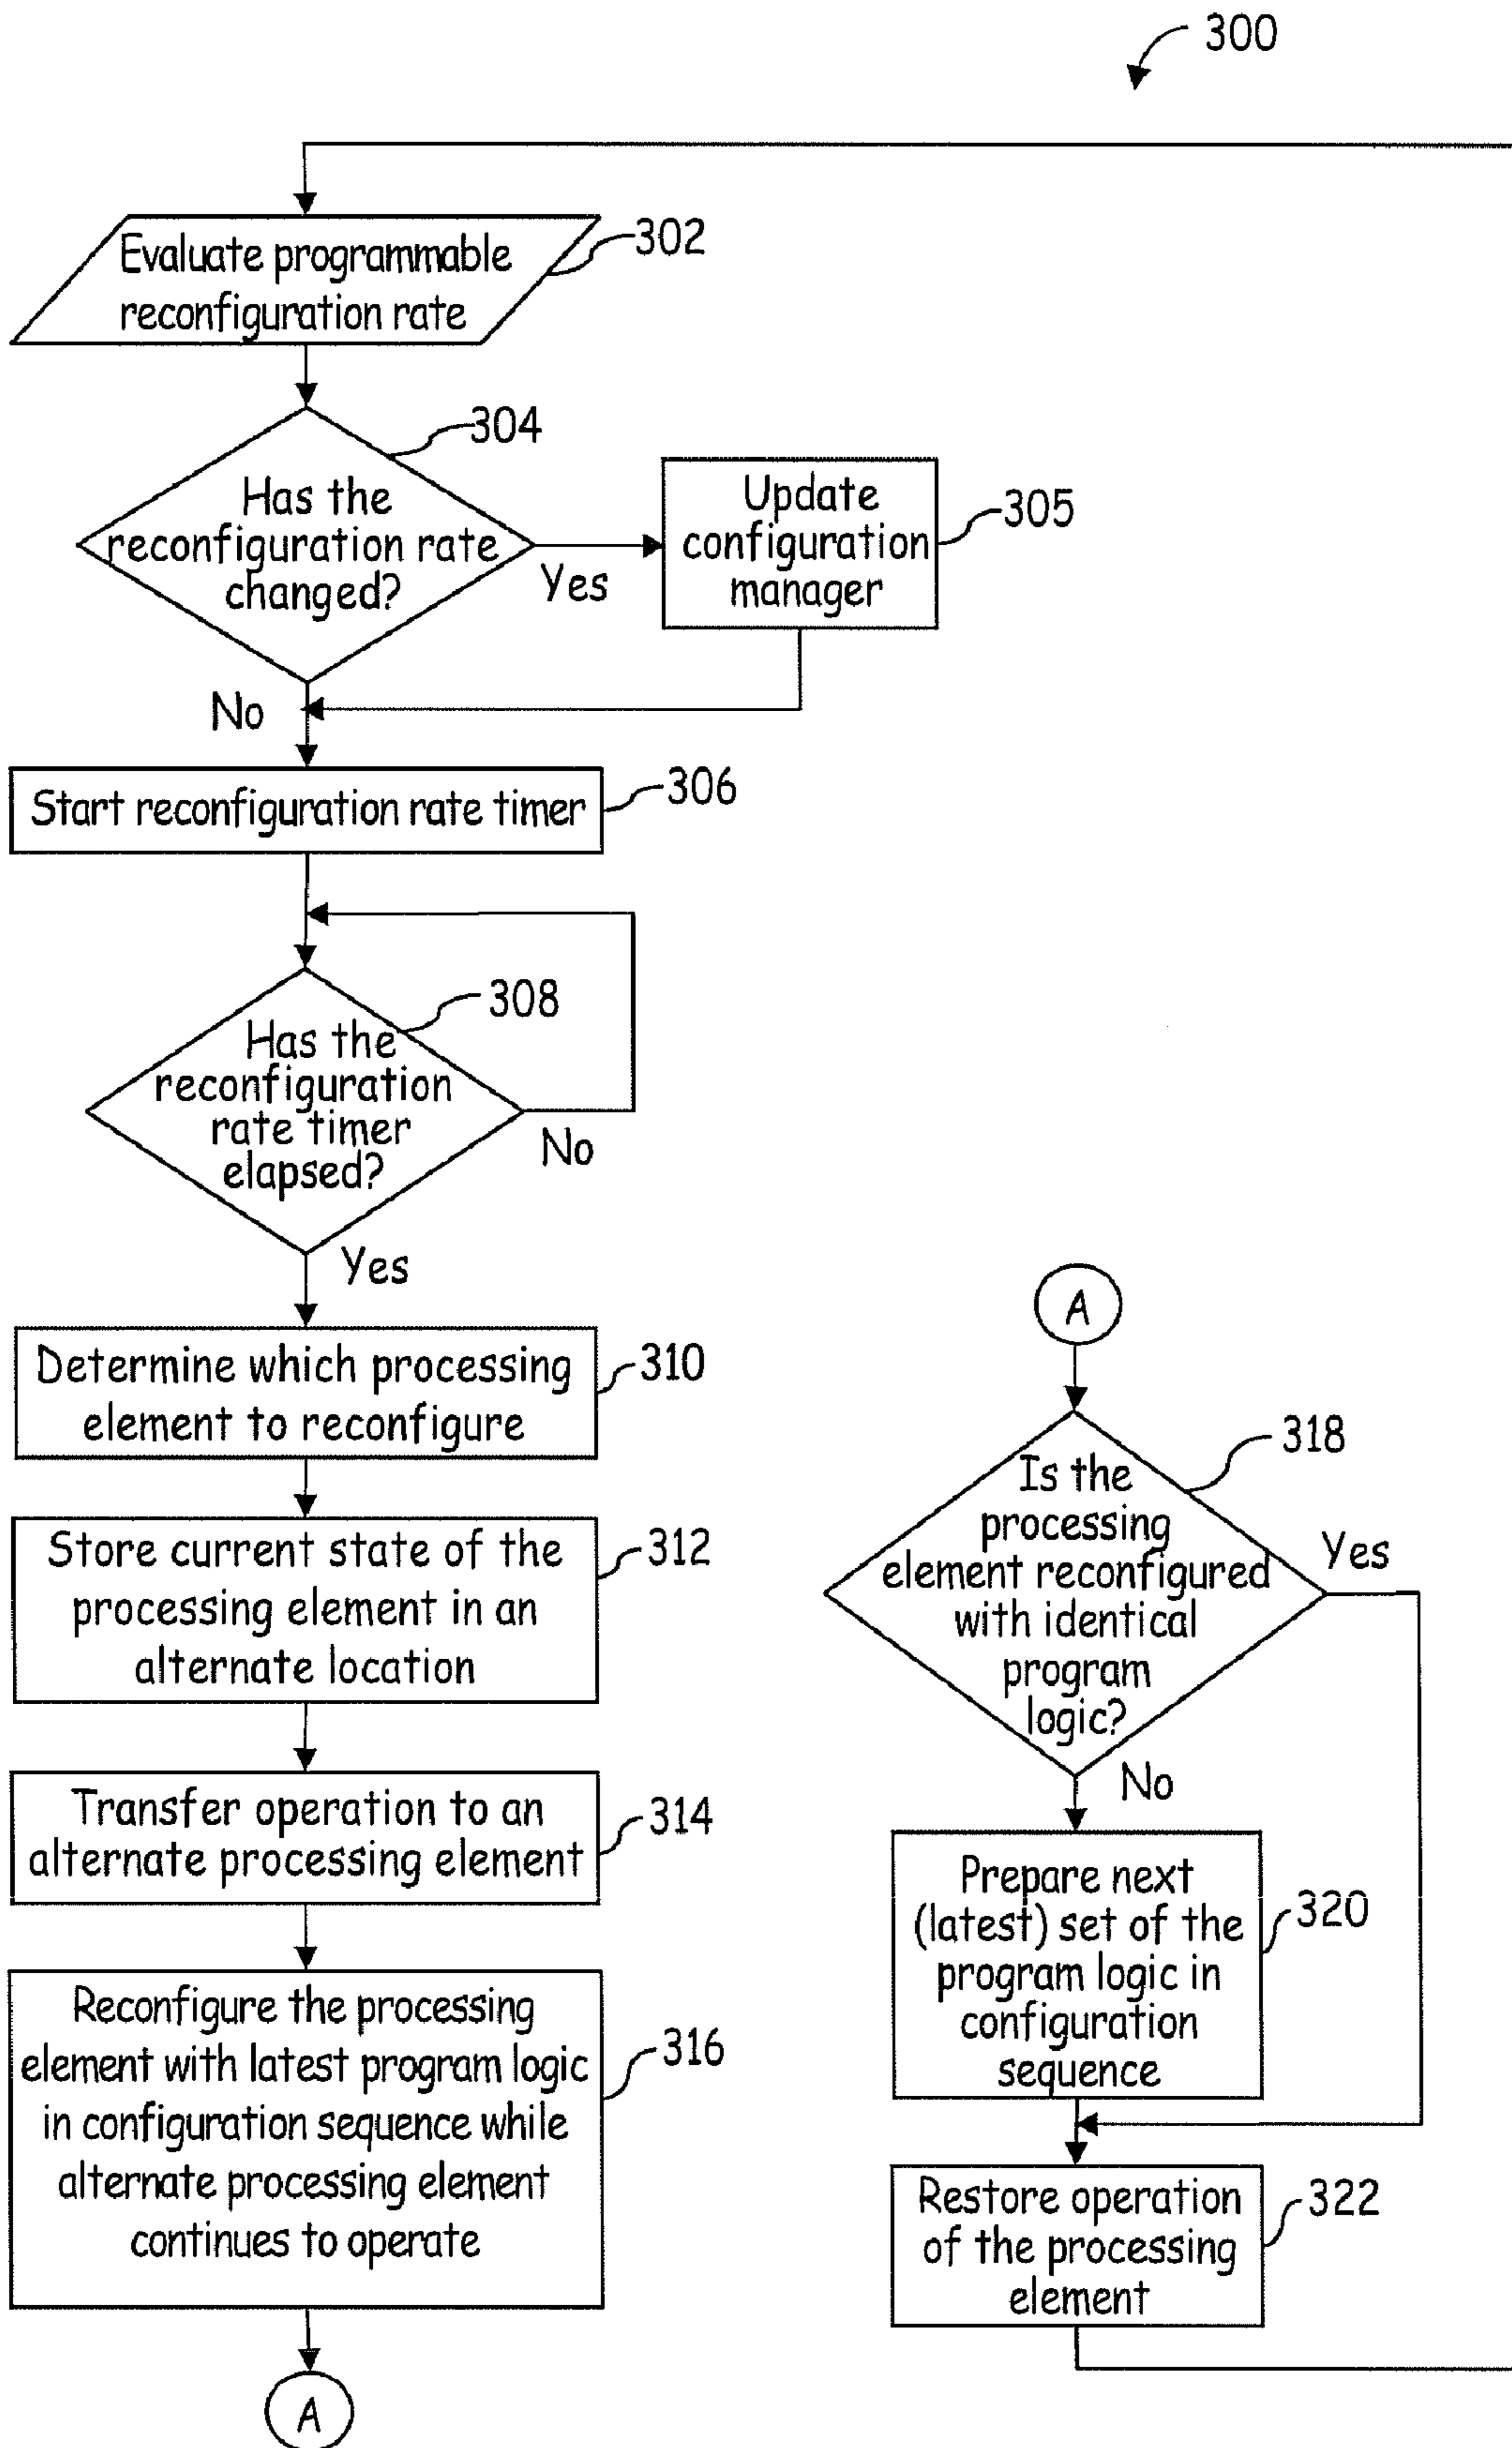 300
Evaluate programmable
reconfiguration rate
302
304
Has the
reconfiguration rate
changed?
Yes
Update
configuration
manager
305
No
Start reconfiguration rate timer
306
308
Has the
reconfiguration
rate timer
elapsed?
No
Yes
Determine which processing
element to reconfigure
310
Store current state of the
processing element in an
alternate location
312
Transfer operation to an
alternate processing element
314
Reconfigure the processing
element with latest program logic
in configuration sequence while
alternate processing element
continues to operate
316
A
A
318
Is the
processing
element reconfigured
with identical
program
logic?
Yes
No
Prepare next
(latest) set of the
program logic in
configuration
sequence
320
Restore operation
of the processing
element
322